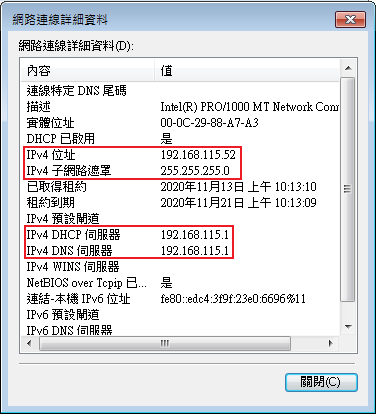 網路連線詳細資料
網路連線詳細資料(D):
內容 值
連線特定 DNS 尾碼
描述 Intel(R) PRO/1000 MT Network Conn
實體位址 00-0C-29-88-A7-A3
DHCP 已啟用 是
IPv4 位址 192.168.115.52
IPv4 子網路遮罩 255.255.255.0
已取得租約 2020年11月13日 上午 10:13:10
租約到期 2020年11月21日 上午 10:13:09
IPv4 預設閘道
IPv4 DHCP 伺服器 192.168.115.1
IPv4 DNS 伺服器 192.168.115.1
IPv4 WINS 伺服器
NetBIOS over Tcpip 已... 是
連結-本機 IPv6 位址 fe80::edc4:3f9f:23e0:6696%11
IPv6 預設閘道
IPv6 DNS 伺服器
關閉(C)